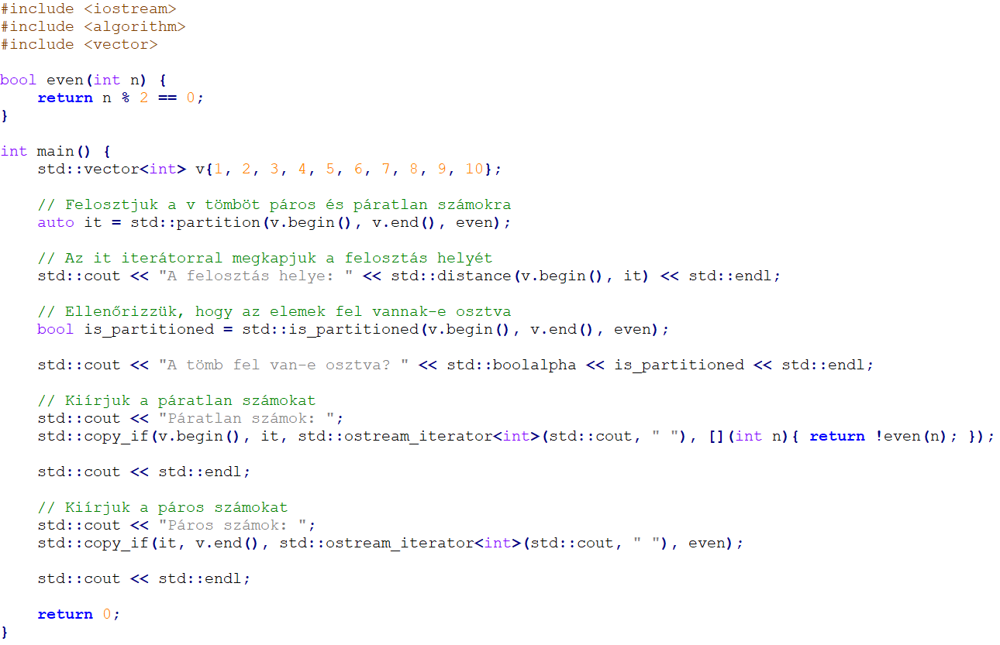 #include <iostream>
#include <algorithm>
#include <vector>

bool even(int n) {
    return n % 2 == 0;
}

int main() {
    std::vector<int> v{1, 2, 3, 4, 5, 6, 7, 8, 9, 10};

    // Felosztjuk a v tömböt páros és páratlan számokra
    auto it = std::partition(v.begin(), v.end(), even);

    // Az it iterátorral megkapjuk a felosztás helyét
    std::cout << "A felosztás helye: " << std::distance(v.begin(), it) << std::endl;

    // Ellenőrizzük, hogy az elemek fel vannak-e osztva
    bool is_partitioned = std::is_partitioned(v.begin(), v.end(), even);

    std::cout << "A tömb fel van-e osztva? " << std::boolalpha << is_partitioned << std::endl;

    // Kiírjuk a páratlan számokat
    std::cout << "Páratlan számok: ";
    std::copy_if(v.begin(), it, std::ostream_iterator<int>(std::cout, " "), [](int n){ return !even(n); });

    std::cout << std::endl;

    // Kiírjuk a páros számokat
    std::cout << "Páros számok: ";
    std::copy_if(it, v.end(), std::ostream_iterator<int>(std::cout, " "), even);

    std::cout << std::endl;

    return 0;
}